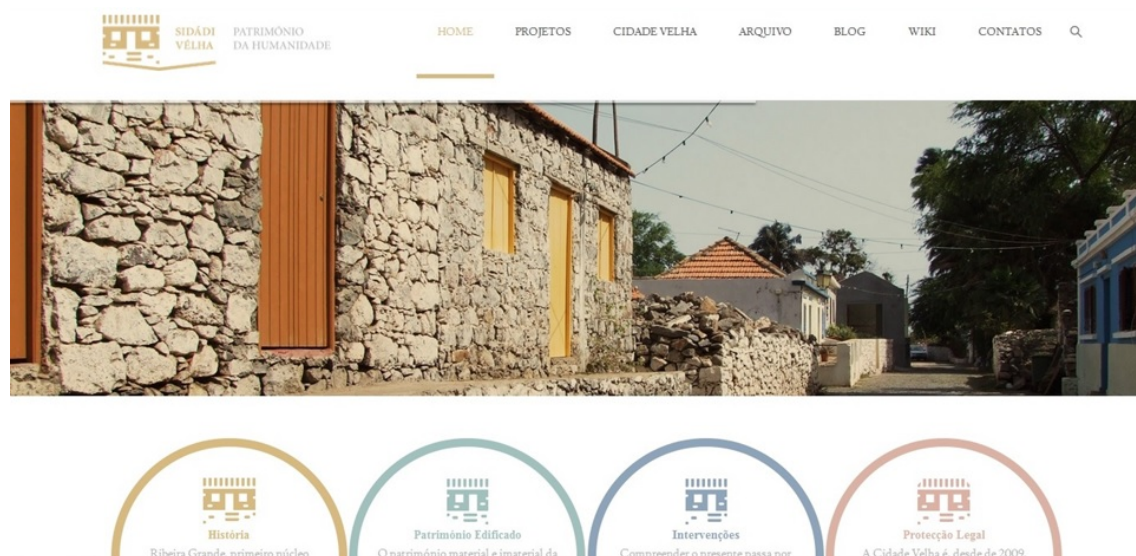 SIDÁDI
VÉLHA
PATRIMÓNIO
DA HUMANIDADE
HOME PROJETOS CIDADE VELHA ARQUIVO BLOG WIKI CONTATOS
História
Ribeira Grande, primeiro núcleo
Património Edificado
O património material e imaterial da
Intervenções
Compreender o presente passa por
Protecção Legal
A Cidade Velha é, desde de 2009,